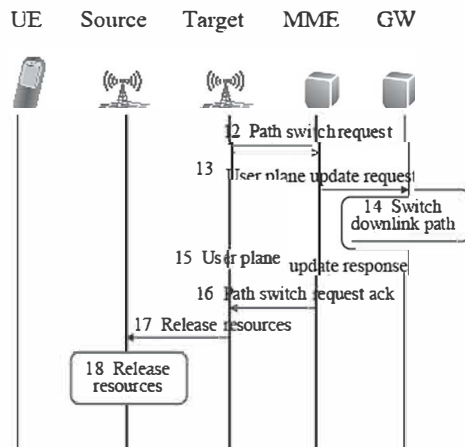 UE Source Target MME GW
12 Path switch request
13 User plane update request
14 Switch
downlink path
15 User plane update response
16 Path switch request ack
17 Release resources
18 Release
resources